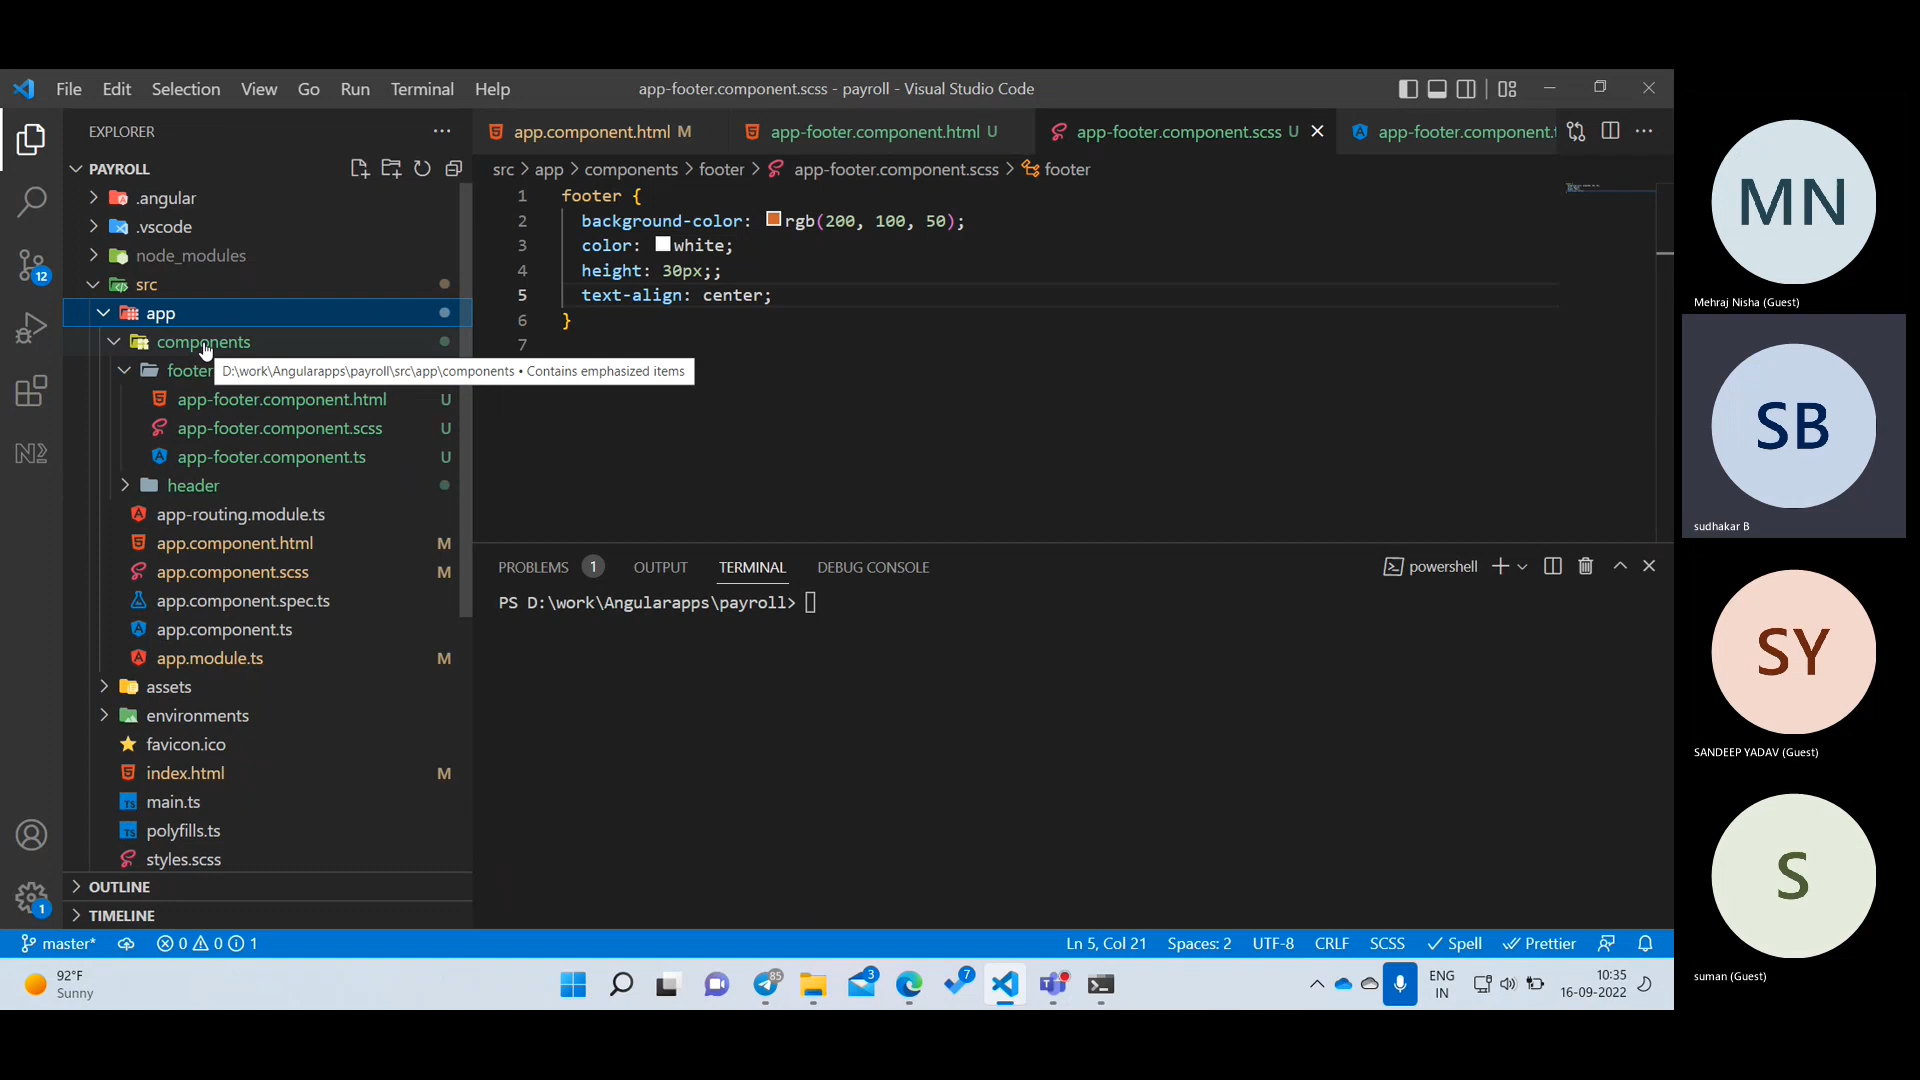 File Edit Selection View Go Run Terminal Help
app-footer.component.scss - payroll - Visual Studio Code
EXPLORER
PAYROLL
.angular
.vscode
node_modules
src
app
components
footer
D:\work\Angularapps\payroll\src\app\components • Contains emphasized items
app-footer.component.html U
app-footer.component.scss U
app-footer.component.ts U
header
app-routing.module.ts
app.component.html M
app.component.scss M
app.component.spec.ts
app.component.ts
app.module.ts M
assets
environments
favicon.ico
index.html M
main.ts
polyfills.ts
styles.scss
OUTLINE
TIMELINE
12
1
app.component.html M
app-footer.component.html U
app-footer.component.scss U
app-footer.component.
src > app > components > footer > app-footer.component.scss > footer
1 footer {
2 background-color: rgb(200, 100, 50);
3 color: white;
4 height: 30px;;
5 text-align: center;
6 }
7
PROBLEMS 1 OUTPUT TERMINAL DEBUG CONSOLE
powershell
PS D:\work\Angularapps\payroll>
master* 0 0 1
Ln 5, Col 21 Spaces: 2 UTF-8 CRLF SCSS Spell Prettier
92°F
Sunny
85
3
7
ENG
IN
10:35
16-09-2022
MN
Mehraj Nisha (Guest)
SB
sudhakar B
SY
SANDEEP YADAV (Guest)
S
suman (Guest)